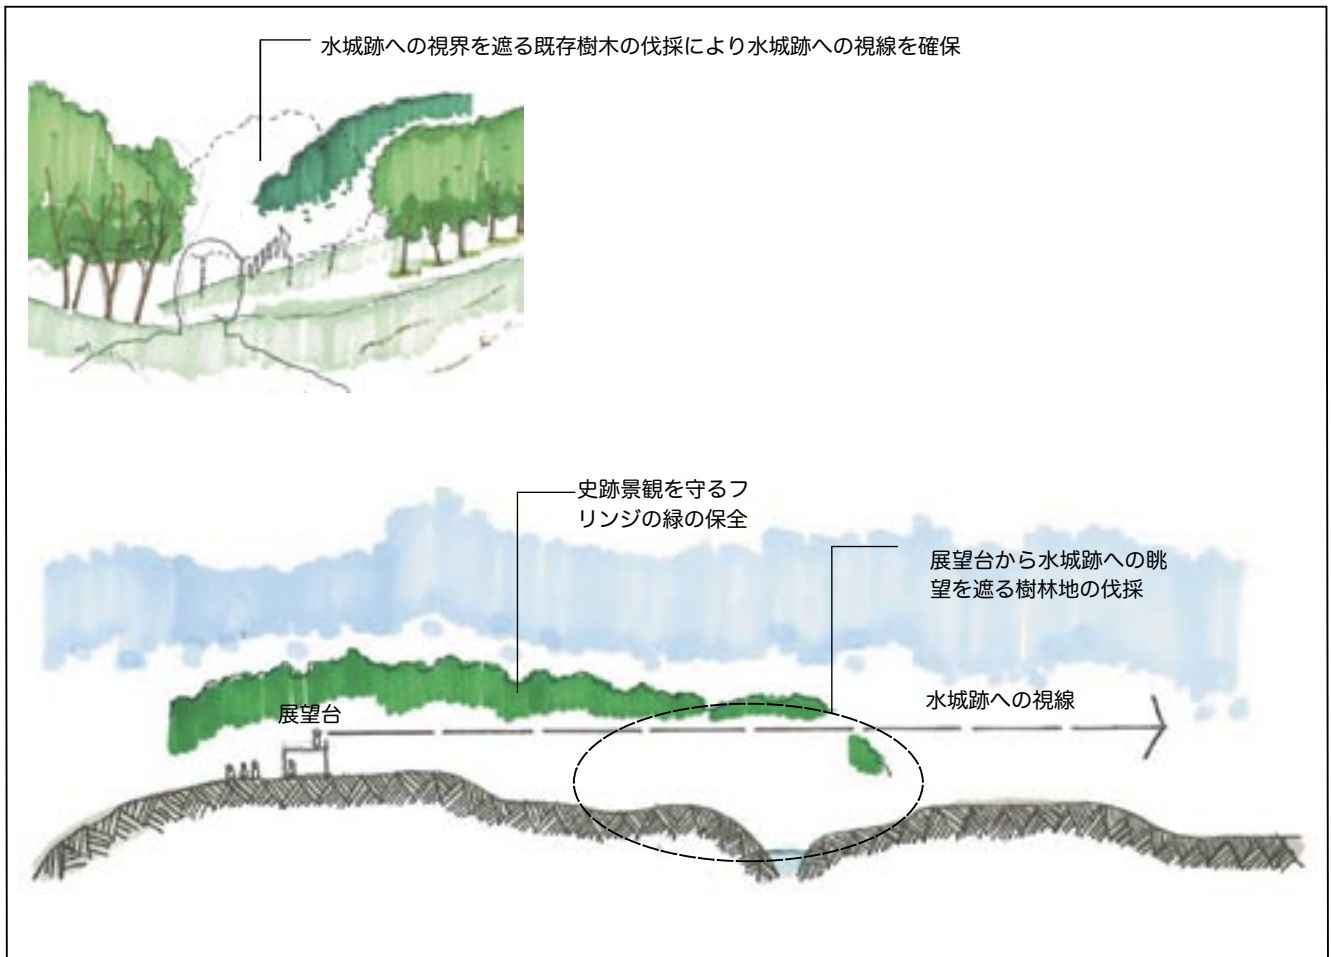 水城跡への視界を遮る既存樹木の伐採により水城跡への視線を確保
史跡景観を守るフ
リンジの緑の保全
展望台から水城跡への眺
望を遮る樹林地の伐採
水城跡への視線
展望台